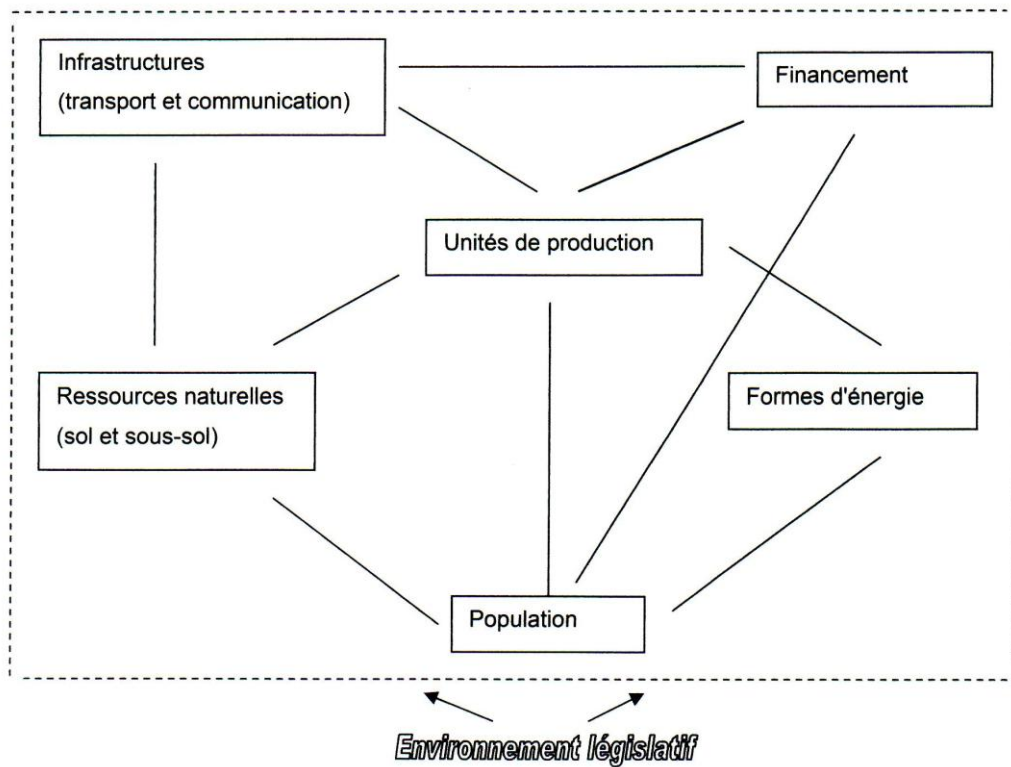 Infrastructures
(transport et communication)
Financement
Unités de production
Ressources naturelles
(sol et sous-sol)
Formes d'énergie
Population
Environnement législatif